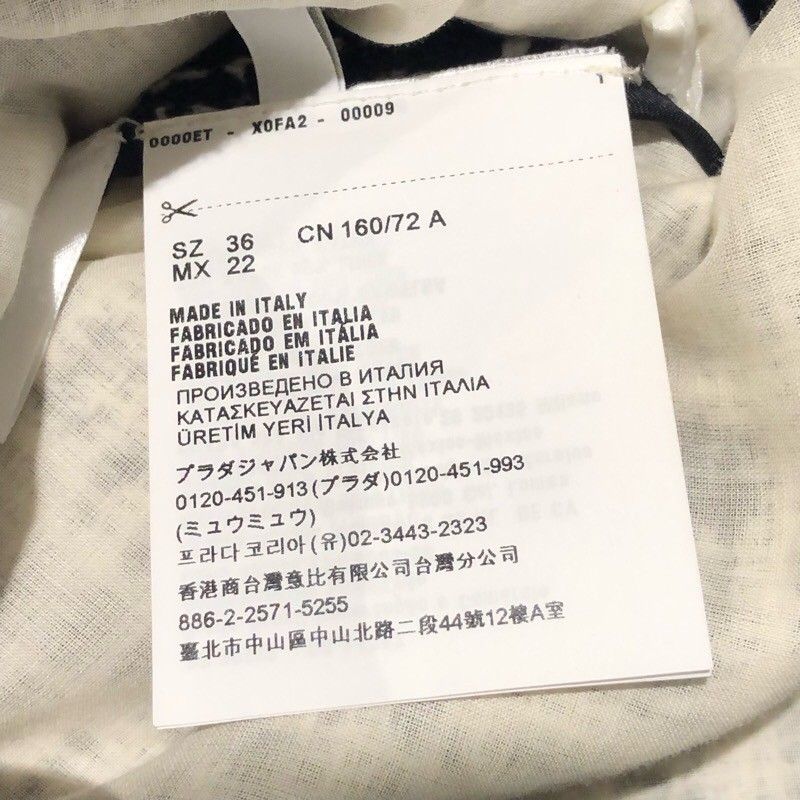 0000ET - X0FA2 - 00009
1
SZ 36 CN 160/72 A
MX 22
MADE IN ITALY
FABRICADO EN ITALIA
FABRICADO EM ITÁLIA
FABRIQUÉ EN ITALIE
ПРОИЗВЕДЕНО В ИТАЛИЯ
ΚΑΤΑΣΚΕΥΑΖΕΤΑΙ ΣΤΗΝ ΙΤΑΛΙΑ
ÜRETİM YERİ İTALYA
プラダジャパン株式会社
0120-451-913(プラダ)0120-451-993
(ミュウミュウ)
프라다코리아(유)02-3443-2323
香港商台灣意比有限公司台灣分公司
886-2-2571-5255
臺北市中山區中山北路二段44號12樓A室